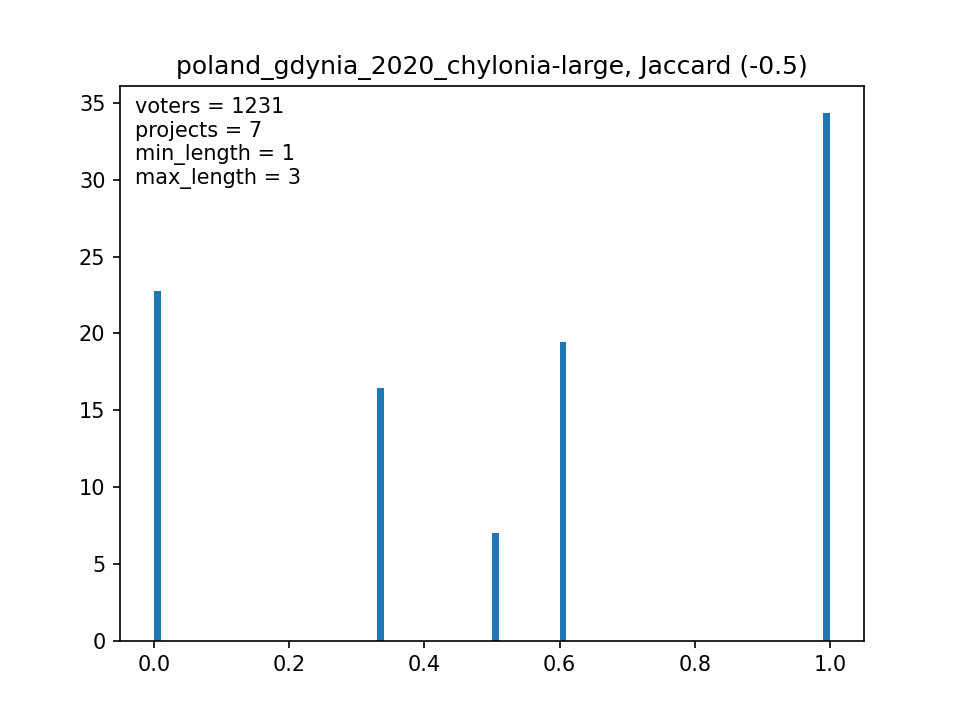 poland_gdynia_2020_chylonia-large, Jaccard (-0.5)
voters = 1231
projects = 7
min_length = 1
max_length = 3
35
30
25
20
15
10
5
0
0.0 0.2 0.4 0.6 0.8 1.0